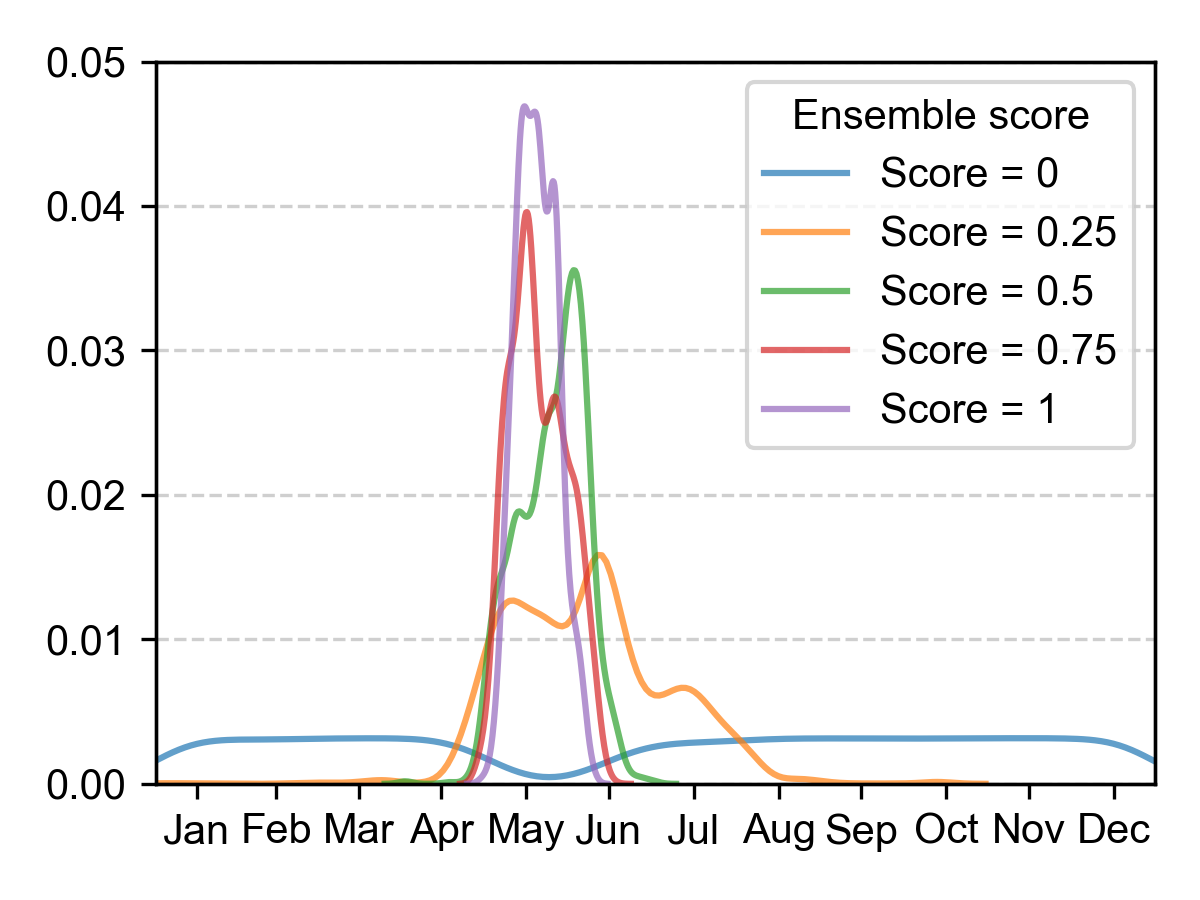 0.05
0.04
0.03
0.02
0.01
0.00
Ensemble score
Score = 0
Score = 0.25
Score = 0.5
Score = 0.75
Score = 1
Jan Feb Mar Apr May Jun Jul Aug Sep Oct Nov Dec